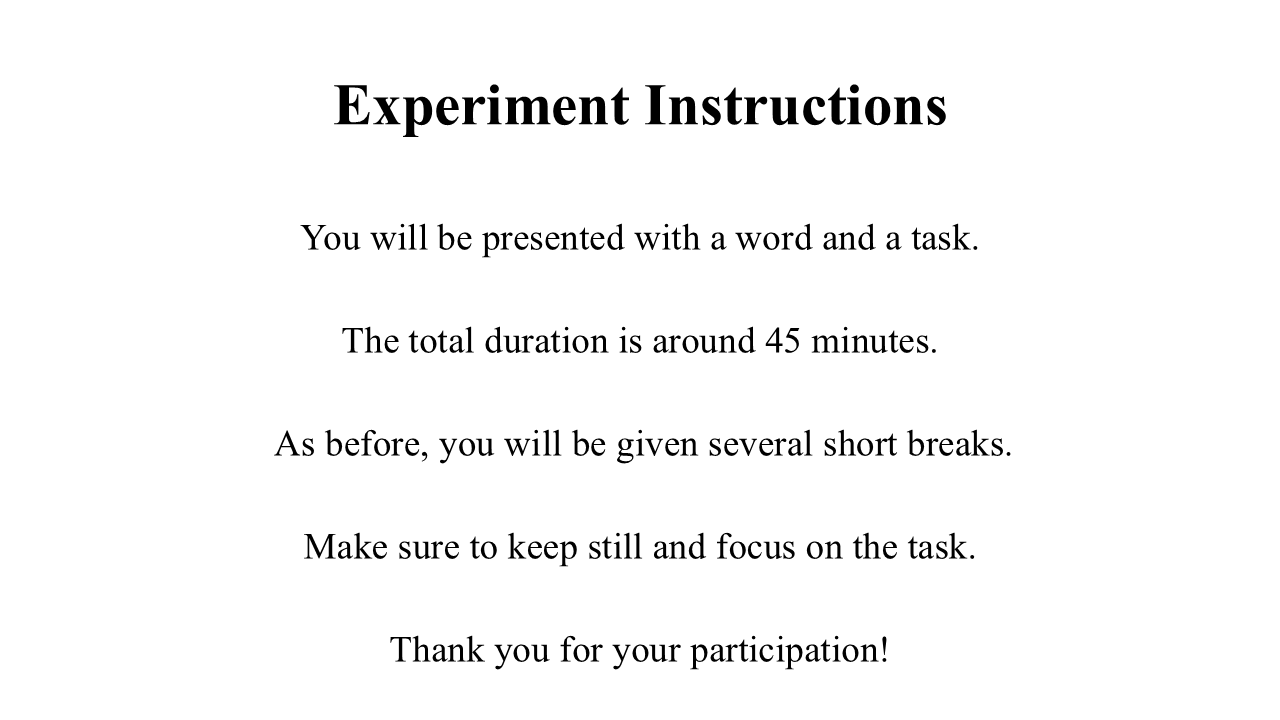 Experiment Instructions
You will be presented with a word and a task.
The total duration is around 45 minutes.
As before, you will be given several short breaks.
Make sure to keep still and focus on the task.
Thank you for your participation!